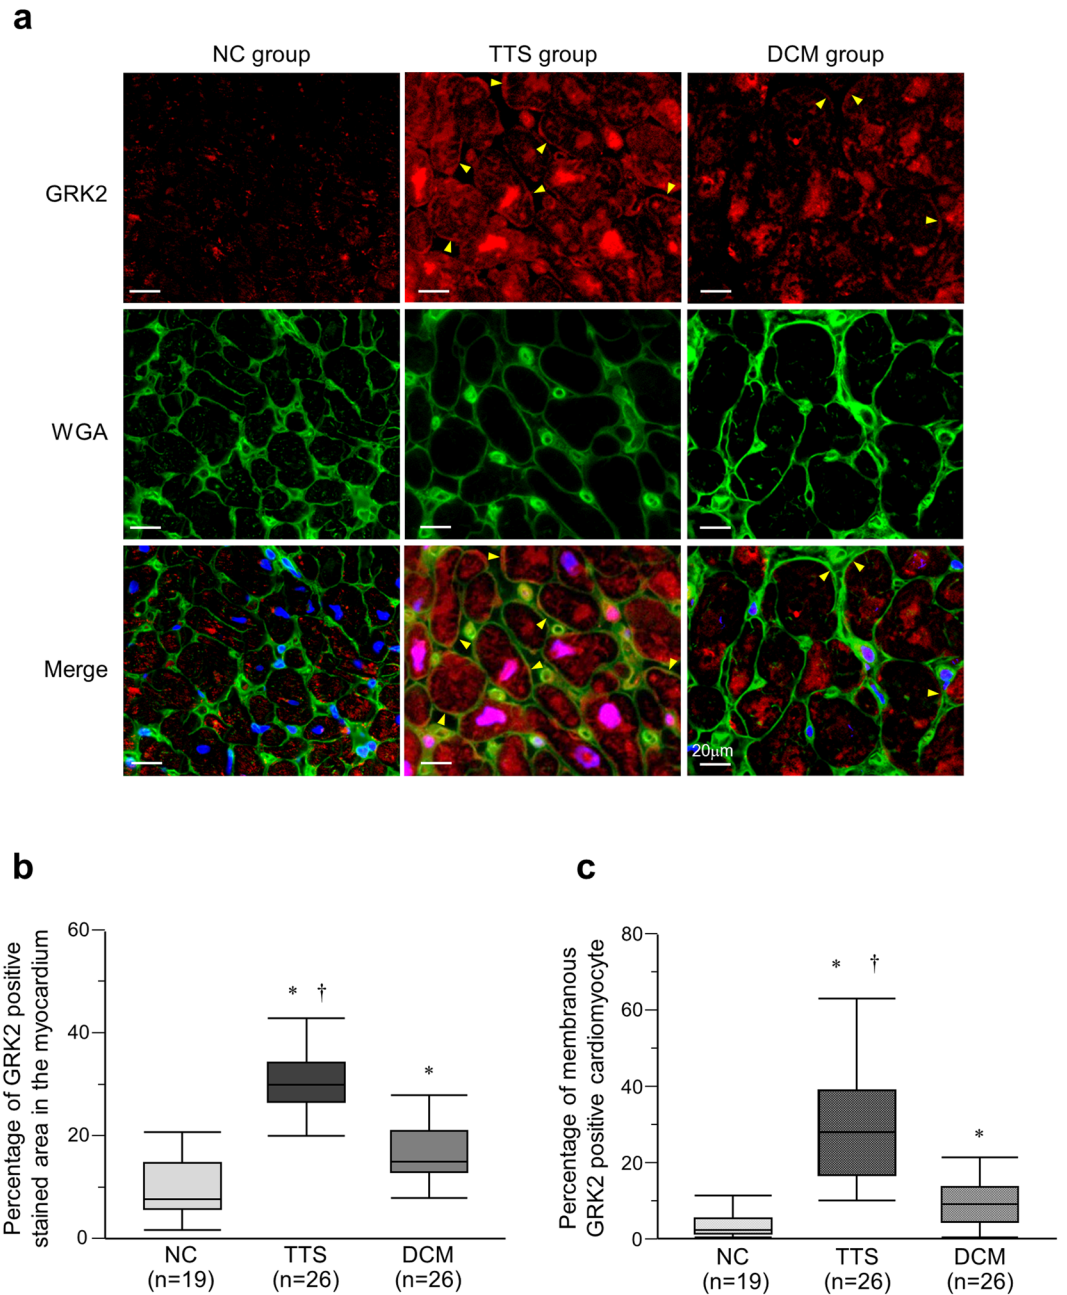 a
NC group
TTS group
DCM group
GRK2
WGA
Merge
20μm
b
Percentage of GRK2 positive
stained area in the myocardium
60
40
20
0
* †
*
NC
(n=19)
TTS
(n=26)
DCM
(n=26)
c
Percentage of membranous
GRK2 positive cardiomyocyte
80
60
40
20
0
* †
*
NC
(n=19)
TTS
(n=26)
DCM
(n=26)